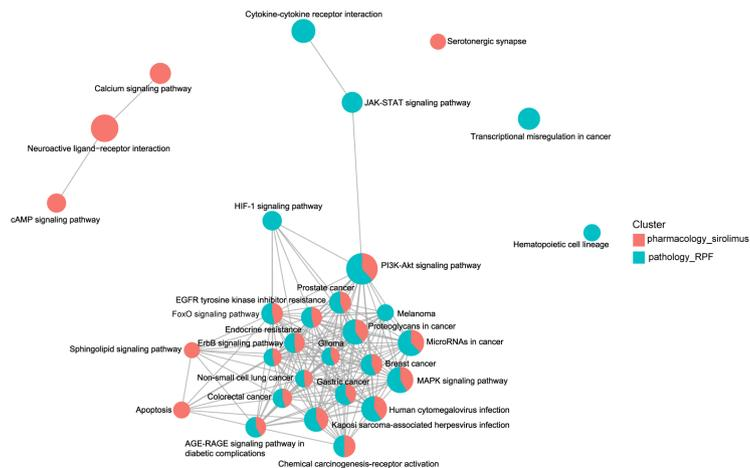 Cytokine-cytokine receptor interaction
Serotonergic synapse
Calcium signaling pathway
JAK-STAT signaling pathway
Transcriptional misregulation in cancer
Neuroactive ligand-receptor interaction
cAMP signaling pathway
HIF-1 signaling pathway
Hematopoietic cell lineage
Cluster
pharmacology_sirolimus
pathology_RPF
PI3K-Akt signaling pathway
Prostate cancer
EGFR tyrosine kinase inhibitor resistance
FoxO signaling pathway
Melanoma
Endocrine resistance
Proteoglycans in cancer
ErbB signaling pathway
Glioma
MicroRNAs in cancer
Sphingolipid signaling pathway
Breast cancer
Non-small cell lung cancer
Gastric cancer
MAPK signaling pathway
Colorectal cancer
Apoptosis
Human cytomegalovirus infection
Kaposi sarcoma-associated herpesvirus infection
AGE-RAGE signaling pathway in
diabetic complications
Chemical carcinogenesis-receptor activation